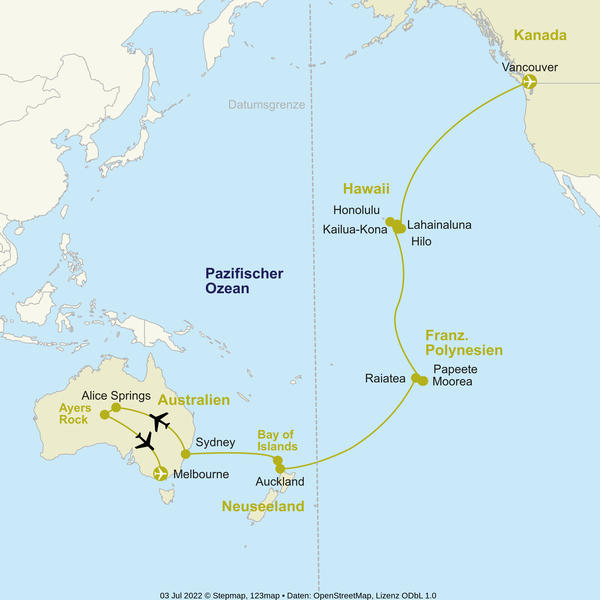 Kanada
Vancouver
Datumsgrenze
Hawaii
Honolulu
Kailua-Kona
Lahainaluna
Hilo
Pazifischer
Ozean
Franz.
Polynesien
Papeete
Raiatea
Moorea
Alice Springs
Australien
Ayers
Rock
Sydney
Bay of
Islands
Melbourne
Auckland
Neuseeland
03 Jul 2022 © Stepmap, 123map • Daten: OpenStreetMap, Lizenz ODbL 1.0